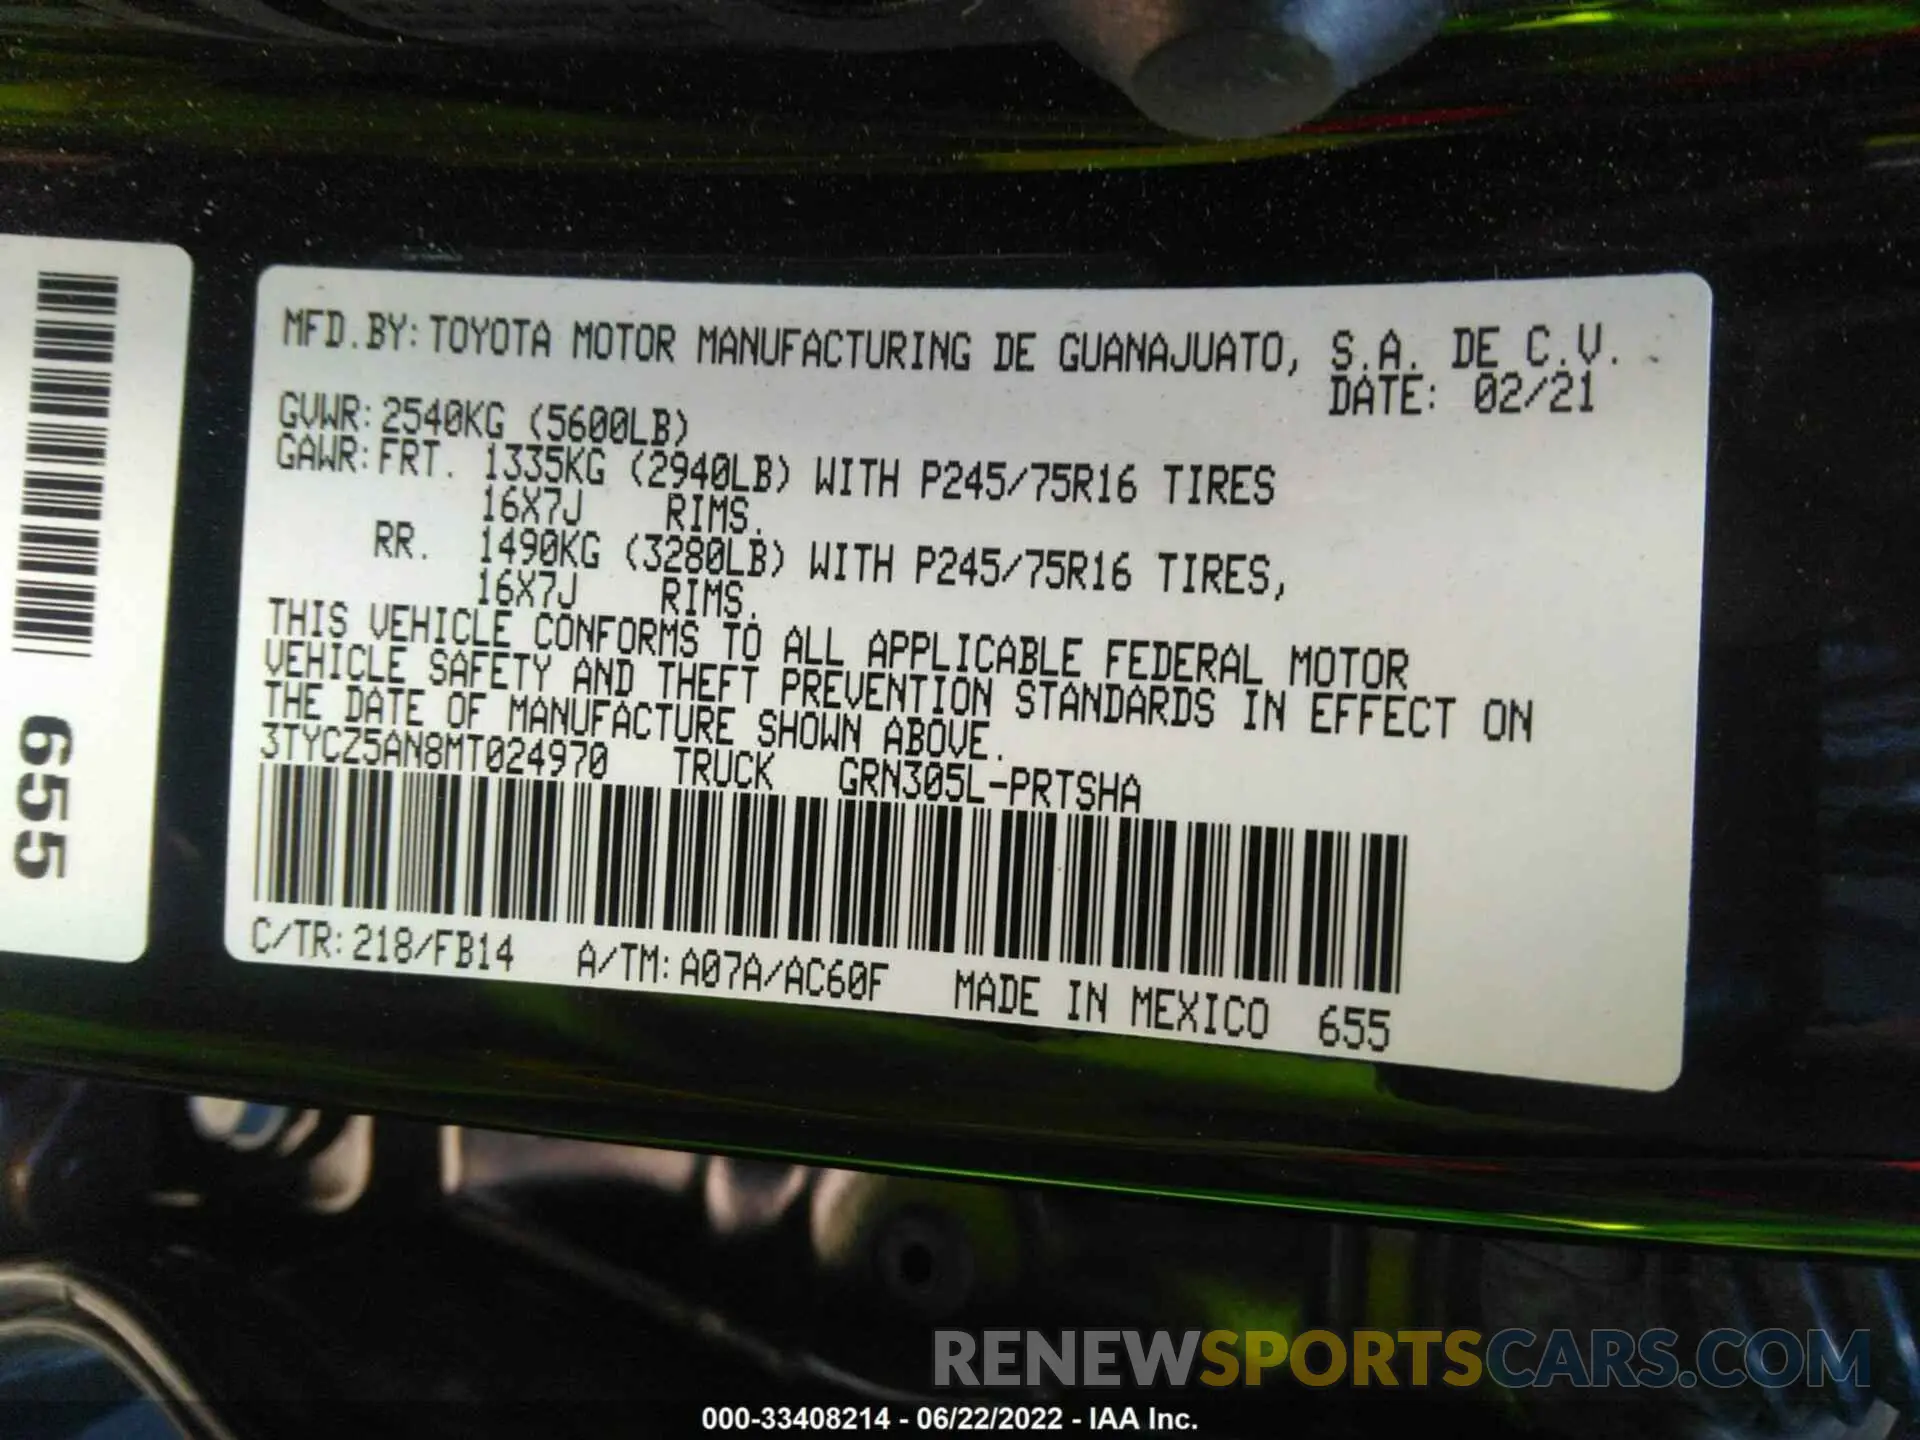 MFD.BY: TOYOTA MOTOR MANUFACTURING DE GUANAJUATO, S.A. DE C.V.
DATE: 02/21
GVWR: 2540KG (5600LB)
GAWR: FRT. 1335KG (2940LB) WITH P245/75R16 TIRES
16X7J RIMS.
RR. 1490KG (3280LB) WITH P245/75R16 TIRES,
16X7J RIMS.
THIS VEHICLE CONFORMS TO ALL APPLICABLE FEDERAL MOTOR
VEHICLE SAFETY AND THEFT PREVENTION STANDARDS IN EFFECT ON
THE DATE OF MANUFACTURE SHOWN ABOVE.
3TYCZ5AN8MT024970 TRUCK GRN305L-PRTSHA
C/TR: 218/FB14 A/TM: A07A/AC60F MADE IN MEXICO 655
655
RENEWSPORTSCARS.COM
000-33408214 - 06/22/2022 - IAA Inc.